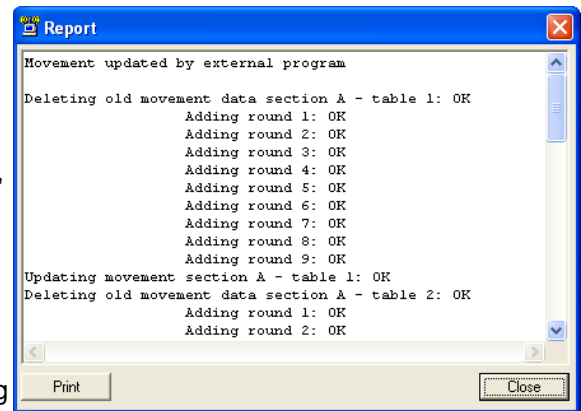 Report
Movement updated by external program
Deleting old movement data section A - table 1: OK
Adding round 1: OK
Adding round 2: OK
Adding round 3: OK
Adding round 4: OK
Adding round 5: OK
Adding round 6: OK
Adding round 7: OK
Adding round 8: OK
Adding round 9: OK
Updating movement section A - table 1: OK
Deleting old movement data section A - table 2: OK
Adding round 1: OK
Adding round 2: OK
Print Close